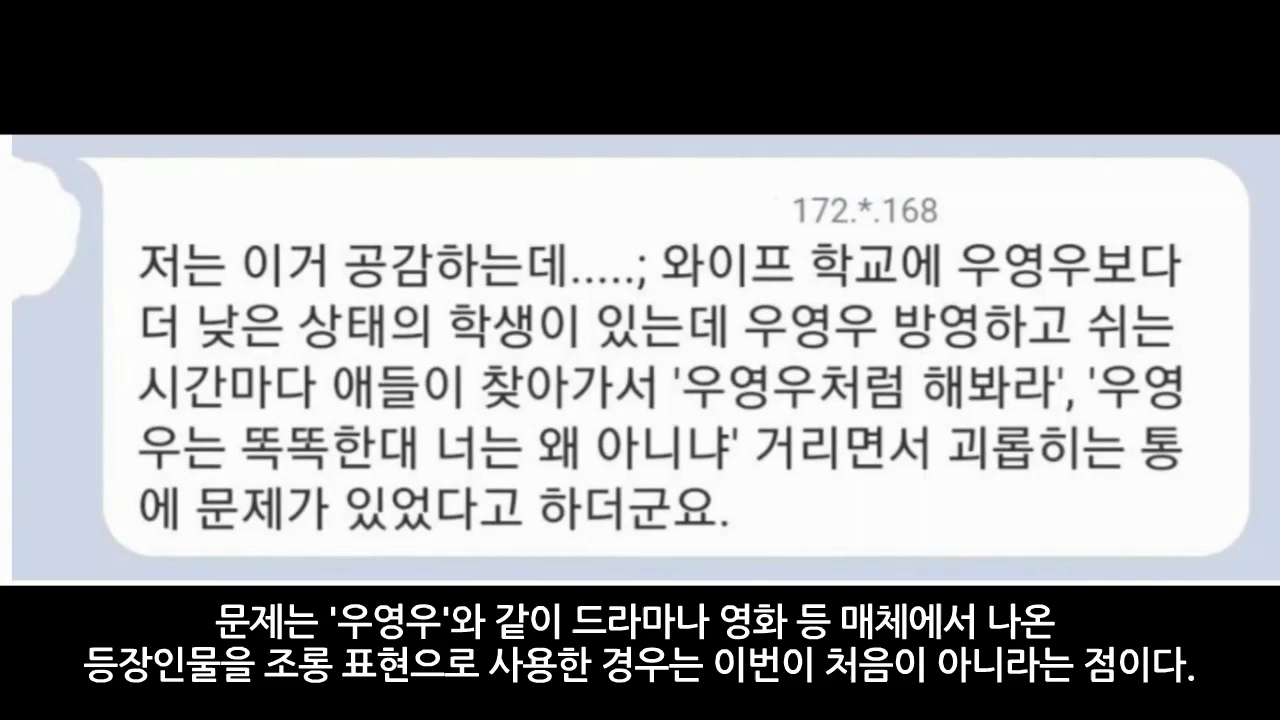 172.*.168
저는 이거 공감하는데.....; 와이프 학교에 우영우보다
더 낮은 상태의 학생이 있는데 우영우 방영하고 쉬는
시간마다 애들이 찾아가서 '우영우처럼 해봐라', '우영
우는 똑똑한대 너는 왜 아니냐' 거리면서 괴롭히는 통
에 문제가 있었다고 하더군요.
문제는 '우영우'와 같이 드라마나 영화 등 매체에서 나온
등장인물을 조롱 표현으로 사용한 경우는 이번이 처음이 아니라는 점이다.